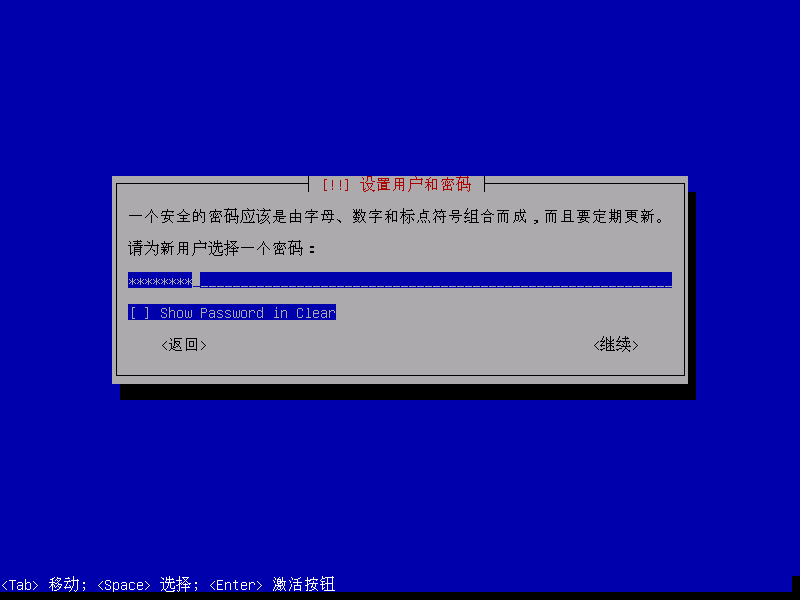 [!!] 设置用户和密码
一个安全的密码应该是由字母、数字和标点符号组合而成，而且要定期更新。
请为新用户选择一个密码：
********
[ ] Show Password in Clear
<返回> <继续>
<Tab> 移动; <Space> 选择; <Enter> 激活按钮